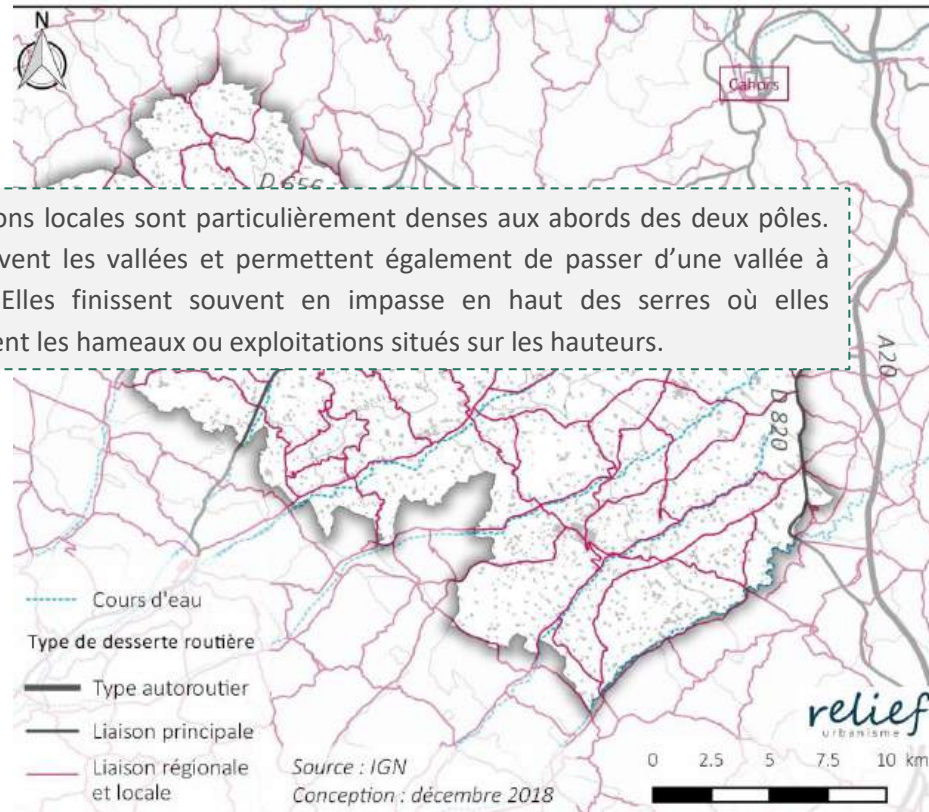 N
Cahors
D 656
ons locales sont particulièrement denses aux abords des deux pôles.
vent les vallées et permettent également de passer d'une vallée à
Elles finissent souvent en impasse en haut des serres où elles
ent les hameaux ou exploitations situés sur les hauteurs.
A20
D 820
Cours d'eau
Type de desserte routière
Type autoroutier
Liaison principale
Liaison régionale
et locale
Source : IGN
Conception : décembre 2018
relief
urbanisme
0 2.5 5 7.5 10 km